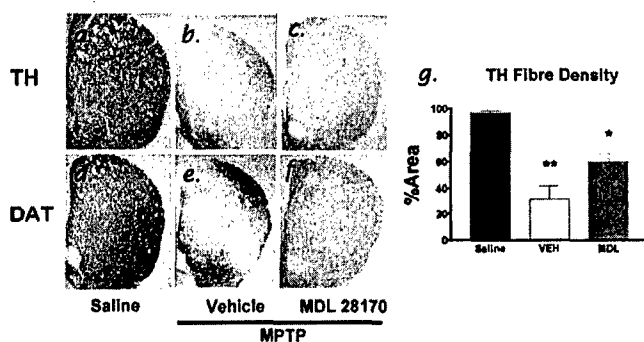 a. b. c.
TH
d. e. f.
DAT
Saline Vehicle MDL 28170
MPTP
g. TH Fibre Density
%Area
100
80
60
40
20
0
** *
Saline VEH MDL